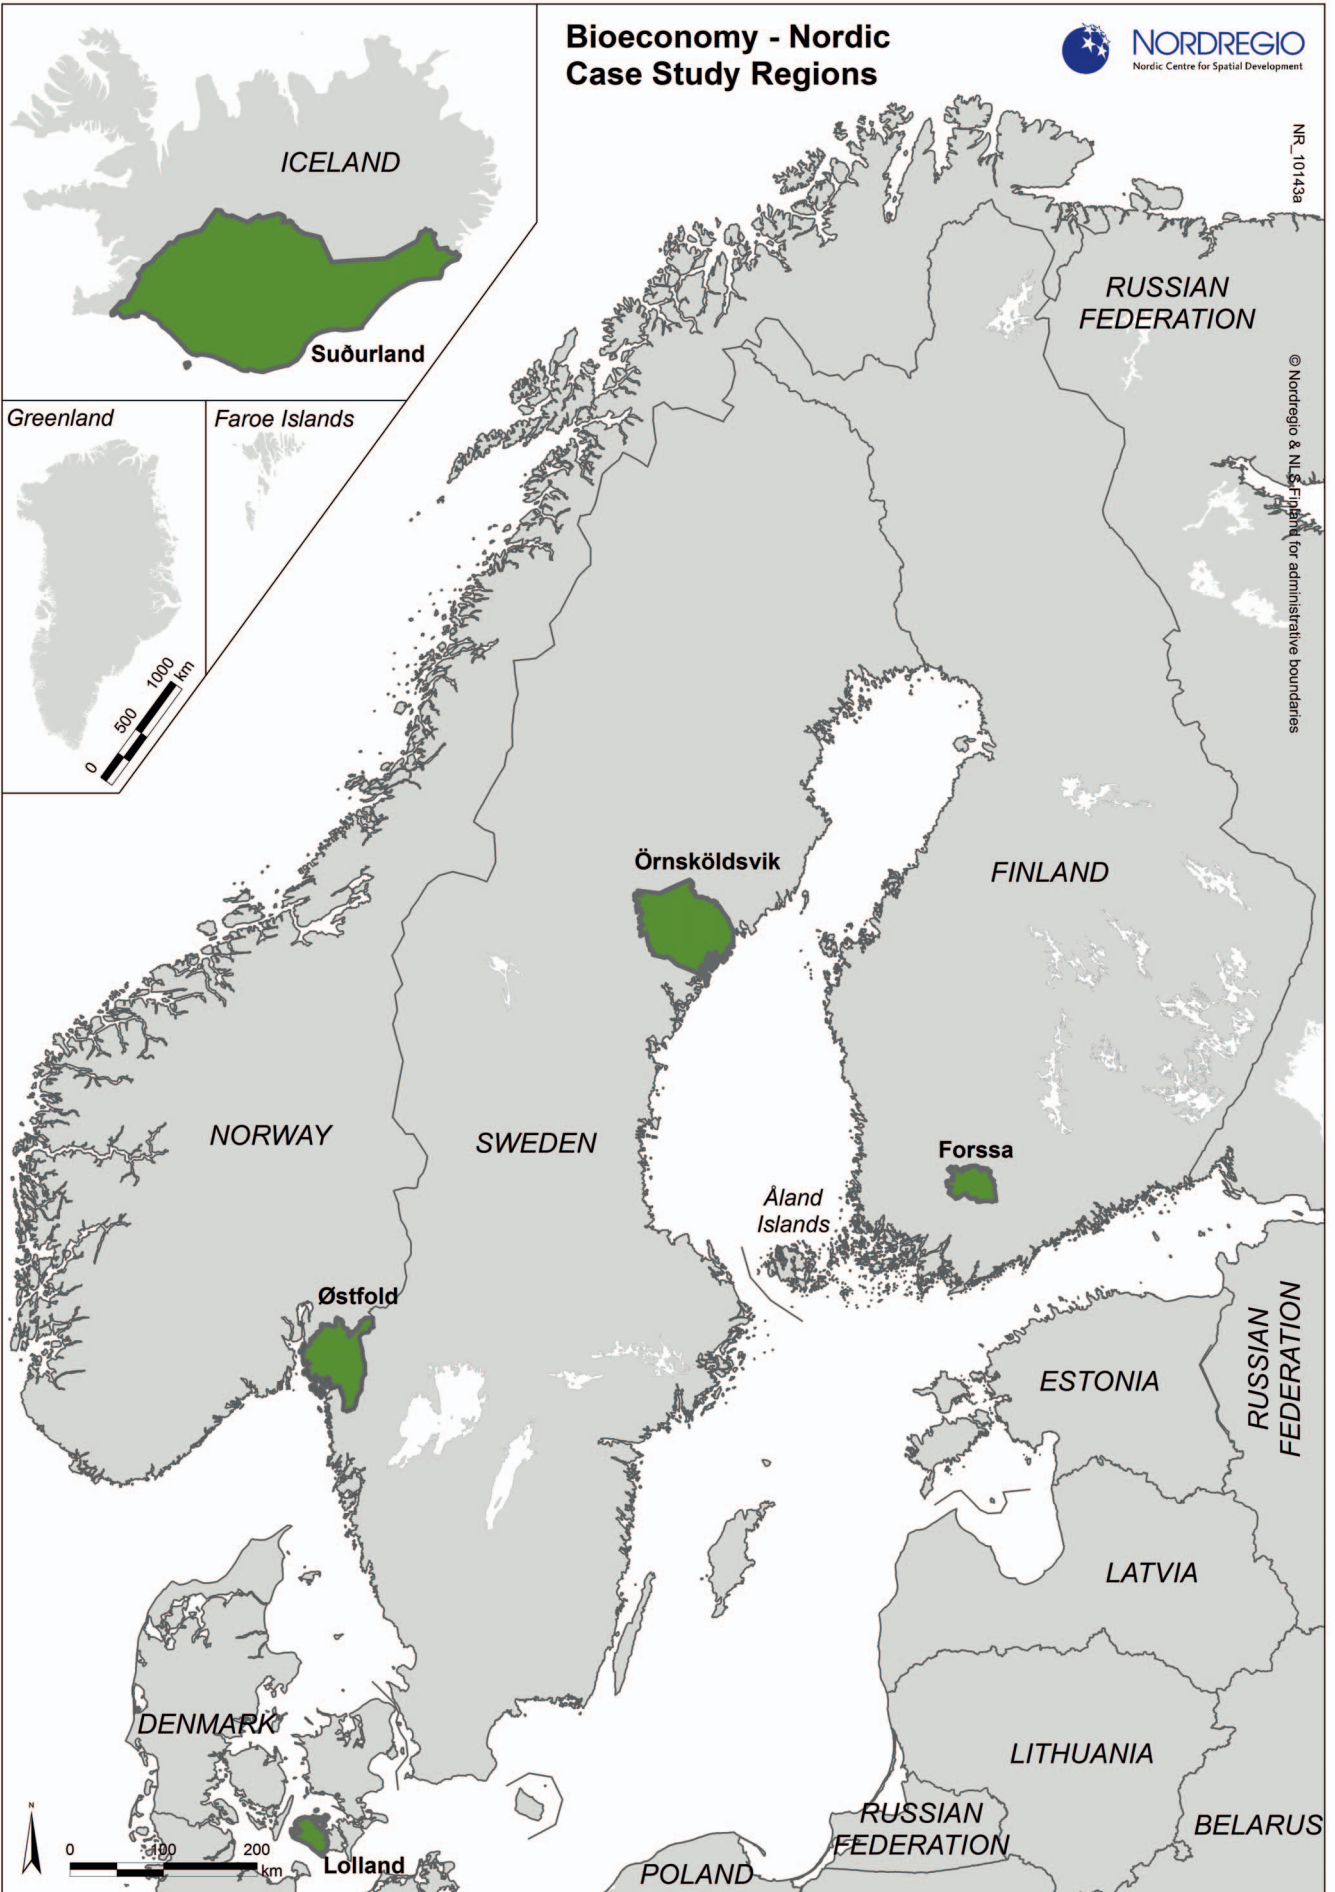 Bioeconomy - Nordic
Case Study Regions
NORDREGIO
Nordic Centre for Spatial Development
NR_10143a
ICELAND
Suðurland
Greenland
Faroe Islands
0 500 1000
km
RUSSIAN
FEDERATION
© Nordregio & NLS Finland for administrative boundaries
Örnsköldsvik
FINLAND
NORWAY
SWEDEN
Forssa
Åland
Islands
Østfold
ESTONIA
RUSSIAN
FEDERATION
LATVIA
DENMARK
LITHUANIA
RUSSIAN
FEDERATION
BELARUS
N
0 100 200
km
Lolland
POLAND